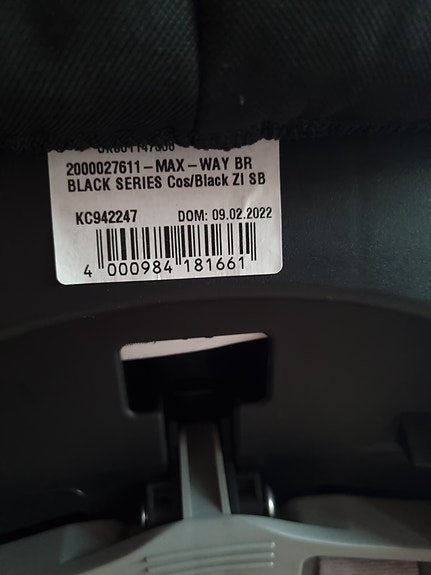 2000027611-MAX-WAY BR
BLACK SERIES Cos/Black ZI SB
KC942247 DOM: 09.02.2022
4 000984 181661